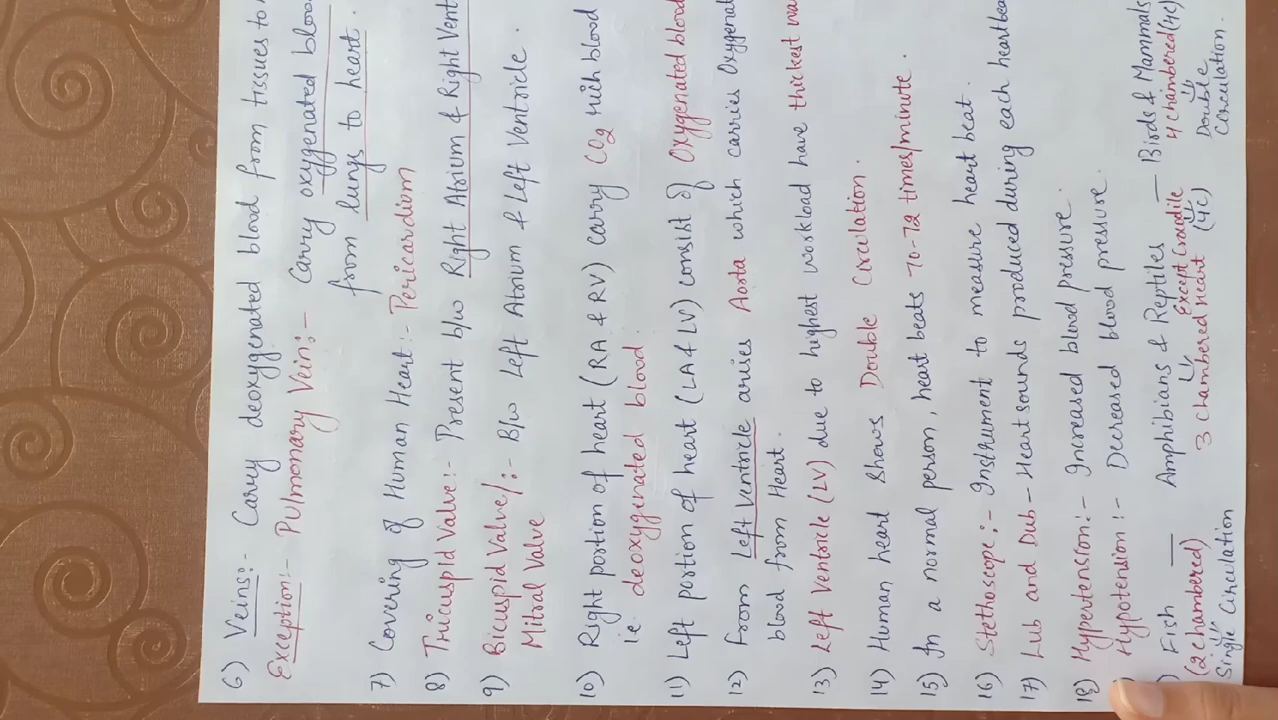 6) Veins:- Carry deoxygenated blood from tissues to
Exception:- Pulmonary Vein:- Carry oxygenated blood
from lungs to heart.
7) Covering of Human Heart:- Pericardium
8) Tricuspid Valve:- Present b/w Right Atrium & Right Vent
9) Bicuspid Valve/:- B/w Left Atrium & Left Ventricle.
Mitral Valve
10) Right portion of heart (RA & RV) carry CO2 rich blood
ie. deoxygenated blood.
11) Left portion of heart (LA & LV) consist of Oxygenated blood
12) From Left Ventricle arises Aorta which carries Oxygenat
blood from Heart.
13) Left Ventricle (LV) due to highest workload have thickest wa
14) Human heart shows Double Circulation.
15) In a normal person, heart beats 70-72 times/minute.
16) Stethoscope:- Instrument to measure heart beat.
17) Lub and Dub - Heart sounds produced during each heartbea
18) Hypertension:- Increased blood pressure.
) Hypotension:- Decreased blood pressure.
) Fish — Amphibians & Reptiles — Birds & Mammals
(2 chambered) Except Crocodile 4 chambered (4c)
3 chambered heart (4c)
Single Circulation Double
Circulation.